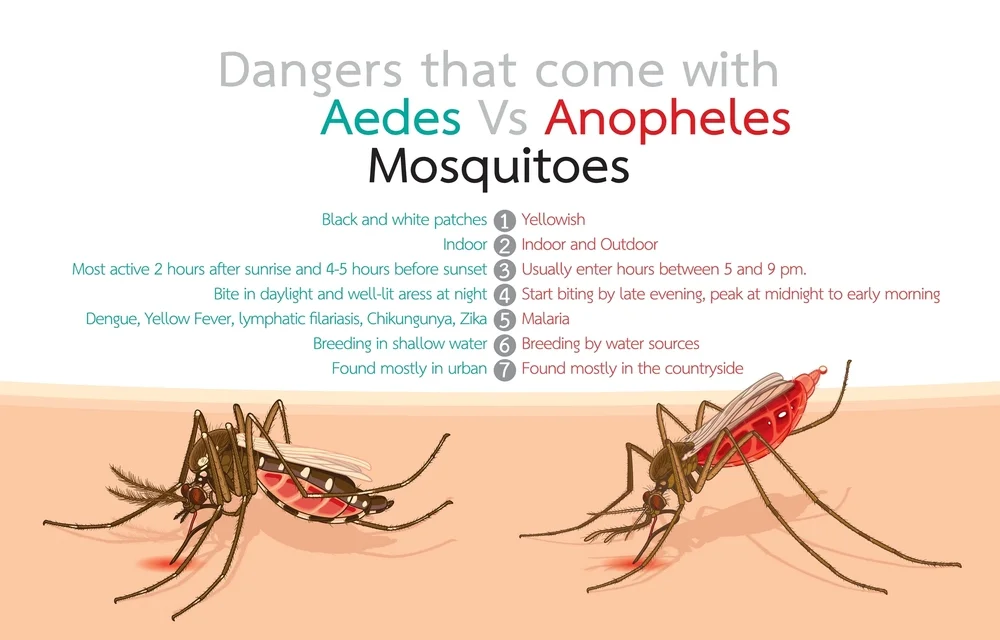 Dangers that come with
Aedes Vs Anopheles
Mosquitoes
Black and white patches 1 Yellowish
Indoor 2 Indoor and Outdoor
Most active 2 hours after sunrise and 4-5 hours before sunset 3 Usually enter hours between 5 and 9 pm.
Bite in daylight and well-lit aress at night 4 Start biting by late evening, peak at midnight to early morning
Dengue, Yellow Fever, lymphatic filariasis, Chikungunya, Zika 5 Malaria
Breeding in shallow water 6 Breeding by water sources
Found mostly in urban 7 Found mostly in the countryside